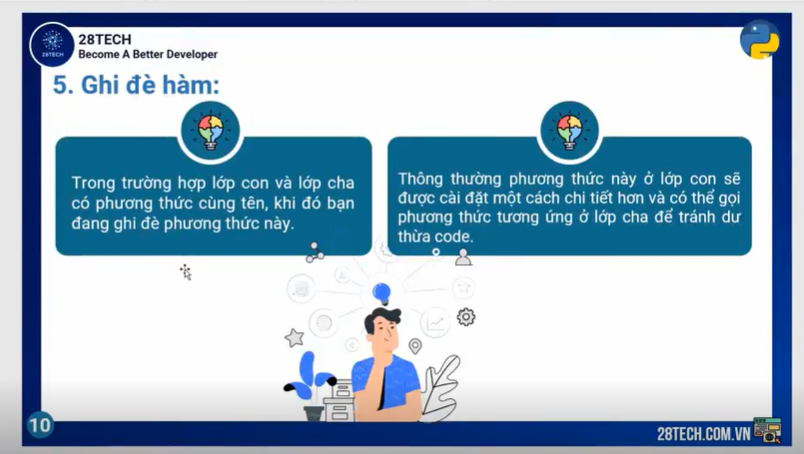 28TECH
Become A Better Developer
28TECH
5. Ghi đè hàm:
Trong trường hợp lớp con và lớp cha
có phương thức cùng tên, khi đó bạn
đang ghi đè phương thức này.
Thông thường phương thức này ở lớp con sẽ
được cài đặt một cách chi tiết hơn và có thể gọi
phương thức tương ứng ở lớp cha để tránh dư
thừa code.
10
28TECH.COM.VN